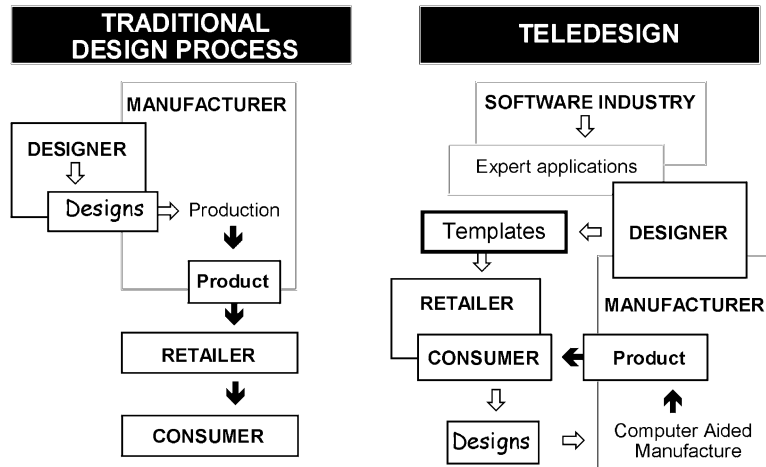 TRADITIONAL
DESIGN PROCESS
MANUFACTURER
DESIGNER
Designs
Production
Product
RETAILER
CONSUMER
TELEDESIGN
SOFTWARE INDUSTRY
Expert applications
Templates
DESIGNER
RETAILER
MANUFACTURER
CONSUMER
Product
Designs
Computer Aided
Manufacture